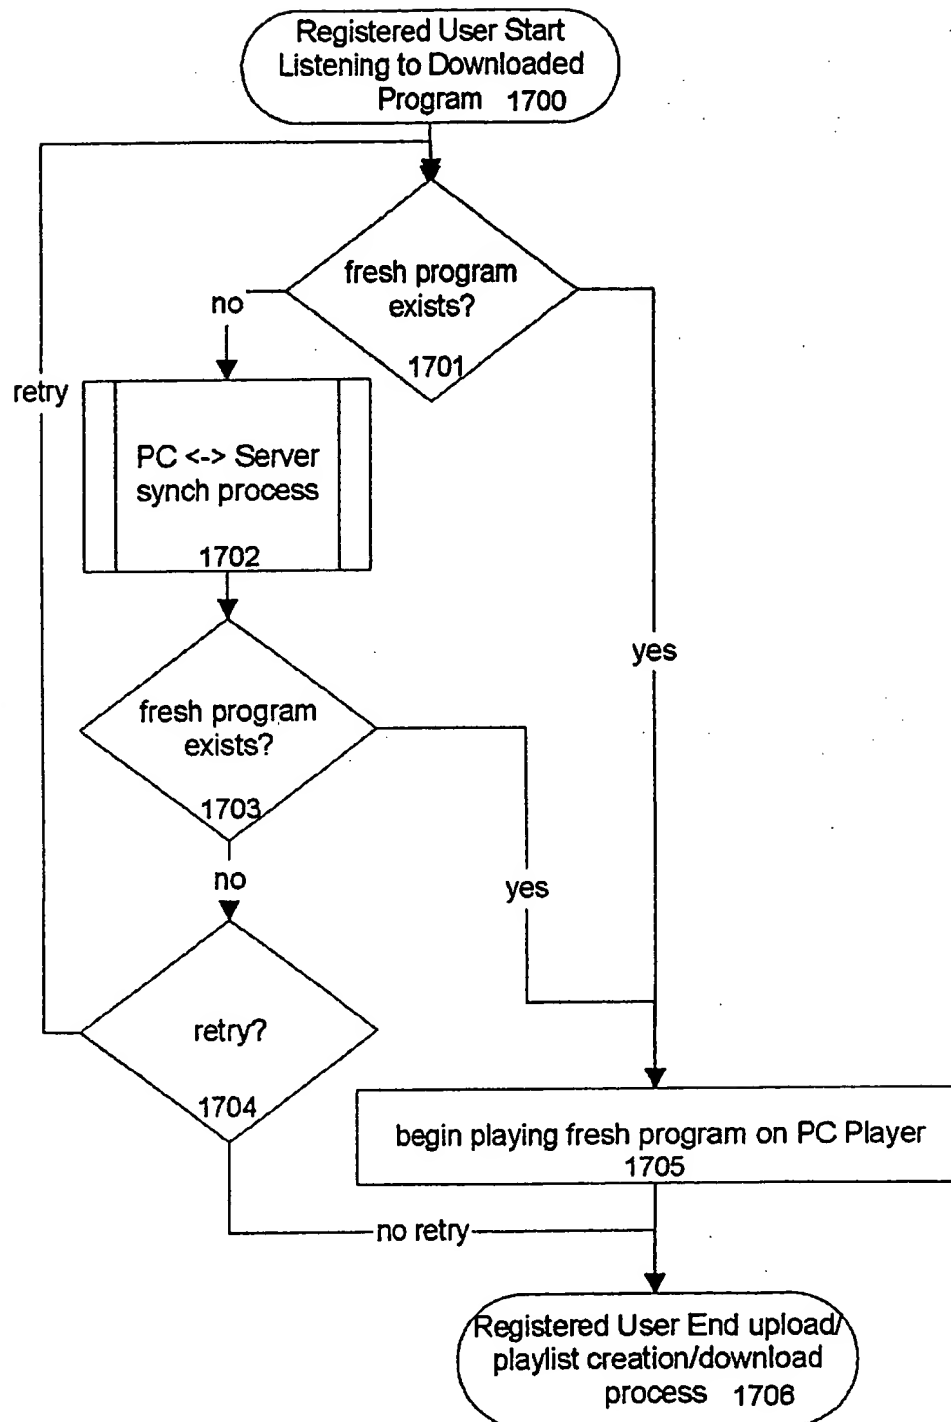 Registered User Start
Listening to Downloaded
Program 1700
fresh program
exists?
1701
no
retry
PC <-> Server
synch process
1702
yes
fresh program
exists?
1703
no
yes
retry?
1704
begin playing fresh program on PC Player
1705
no retry
Registered User End upload/
playlist creation/download
process 1706